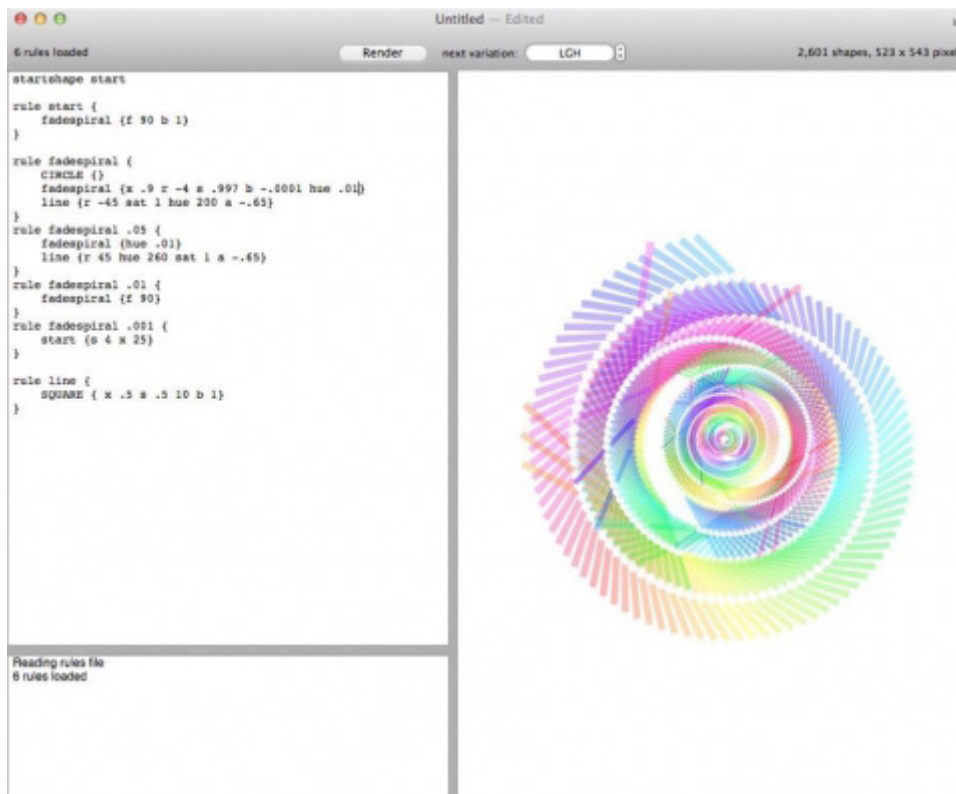 Untitled — Edited
6 rules loaded
Render
next variation:
LGH
2,601 shapes, 523 x 543 pixel
startshape start
rule start {
fadespiral {f 90 b 1}
}
rule fadespiral {
CIRCLE {}
fadespiral {x .9 r -4 s .997 b -.0001 hue .01}
line {r -45 sat 1 hue 200 a -.65}
}
rule fadespiral .05 {
fadespiral {hue .01}
line {r 45 hue 260 sat 1 a -.65}
}
rule fadespiral .01 {
fadespiral {f 90}
}
rule fadespiral .001 {
start {s 4 x 25}
}
rule line {
SQUARE { x .5 s .5 10 b 1}
}
Reading rules file
6 rules loaded